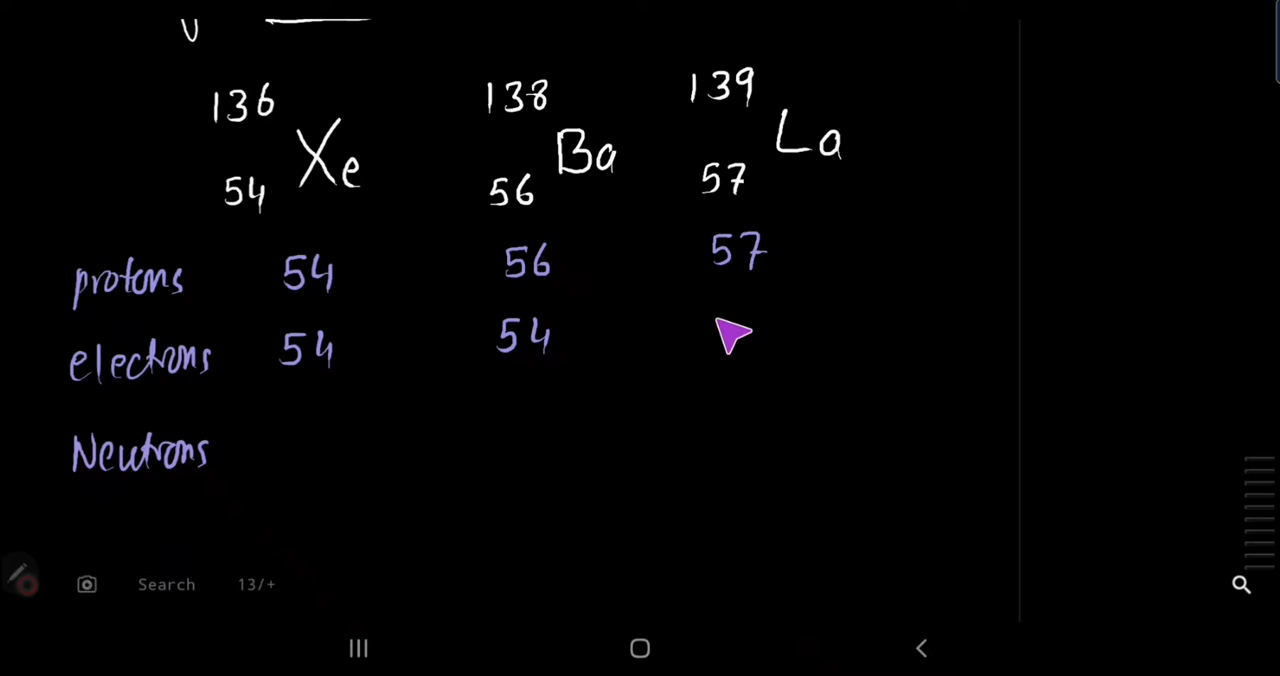 136 Xe 138 Ba 139 La
54 56 57
protons 54 56 57
electrons 54 54
Neutrons
Search 13/+